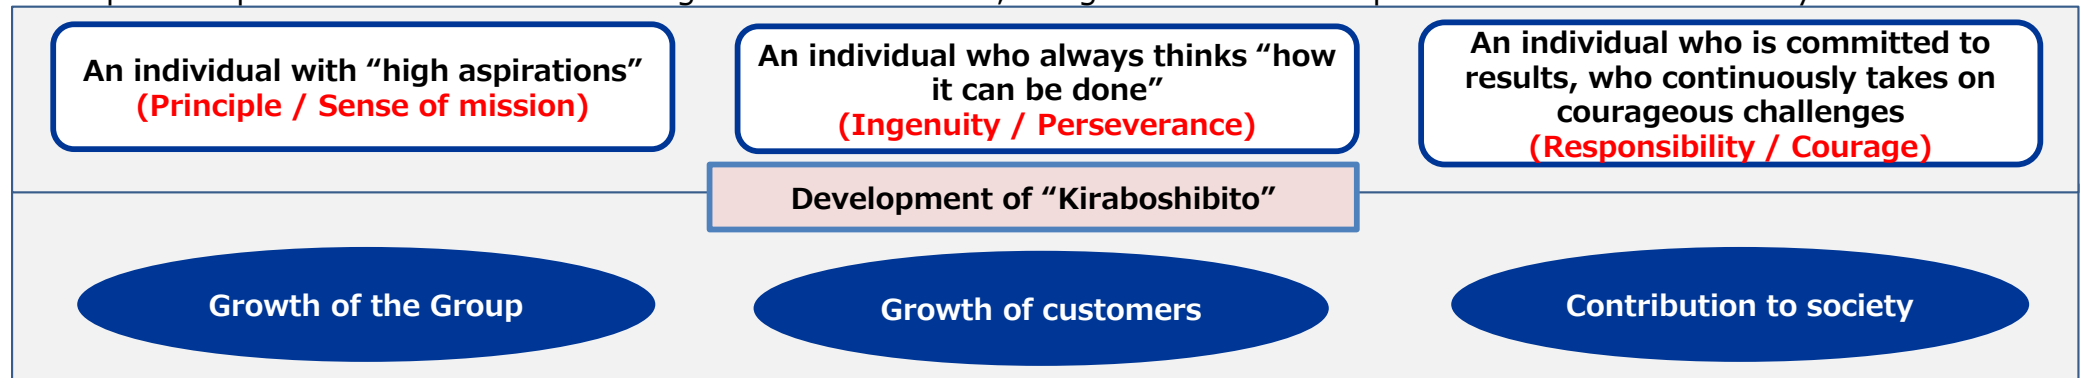 An individual with “high aspirations”
(Principle / Sense of mission)
An individual who always thinks “how
it can be done”
(Ingenuity / Perseverance)
An individual who is committed to
results, who continuously takes on
courageous challenges
(Responsibility / Courage)
Development of “Kiraboshibito”
Growth of the Group
Growth of customers
Contribution to society